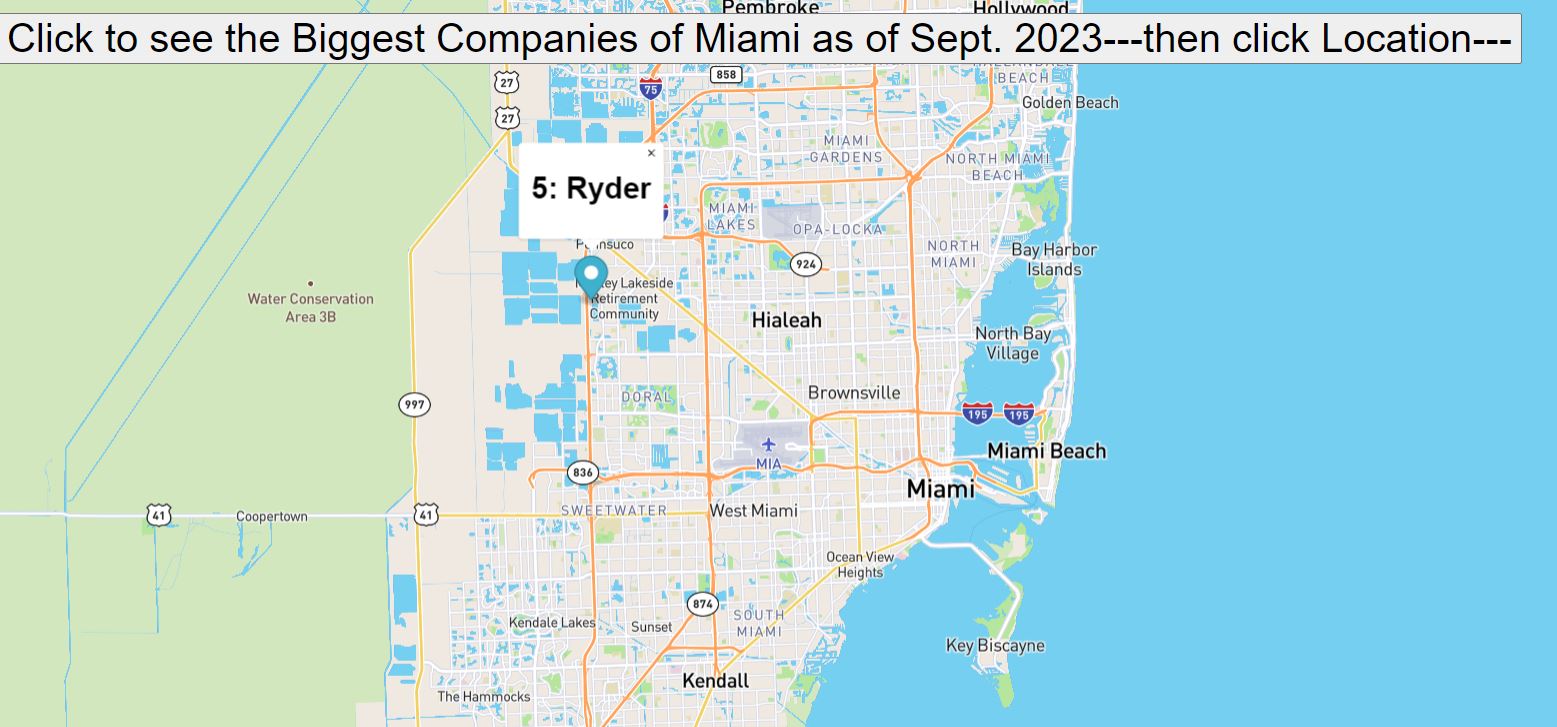 Pembroke
Hollywood
Click to see the Biggest Companies of Miami as of Sept. 2023---then click Location---
858
27
75
BEACH
Golden Beach
27
MIAMI
GARDENS
NORTH MIAMI
BEACH
×
5: Ryder
MIAMI
LAKES
OPA-LOCKA
NORTH
MIAMI
Bay Harbor
Islands
924
Water Conservation
Area 3B
Lakeside
Retirement
Community
Hialeah
North Bay
Village
997
DORAL
Brownsville
195
195
MIA
Miami Beach
836
Miami
41
Coopertown
41
SWEETWATER
West Miami
Ocean View
Heights
874
SOUTH
MIAMI
Kendale Lakes
Sunset
Key Biscayne
Kendall
The Hammocks